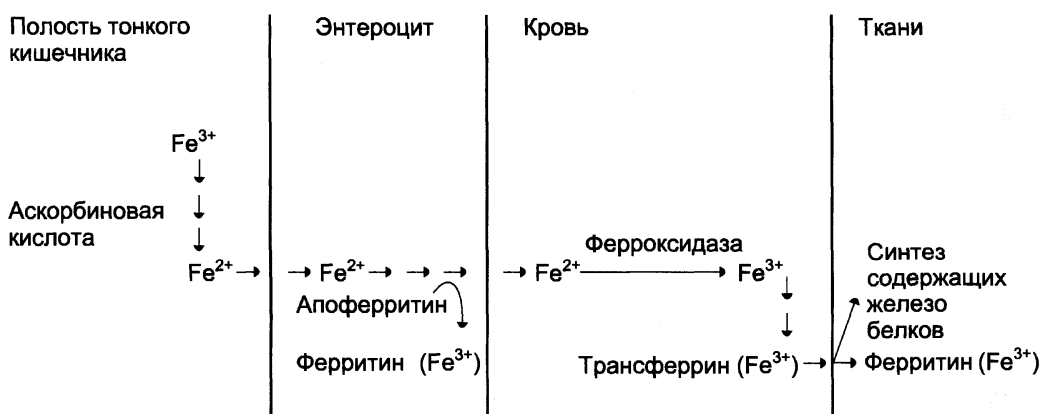 Полость тонкого
кишечника
Энтероцит
Кровь
Ткани
Fe3+
Аскорбиновая
кислота
Fe2+
Fe2+
Апоферритин
Ферритин (Fe3+)
Fe2+
Ферроксидаза
Fe3+
Трансферрин (Fe3+)
Синтез
содержащих
железо
белков
Ферритин (Fe3+)